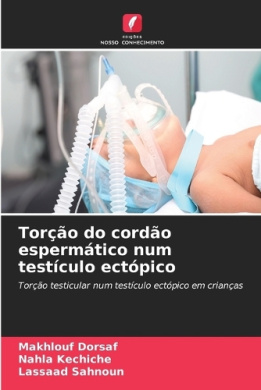 edições
NOSSO CONHECIMENTO
Torção do cordão
espermático num
testículo ectópico
Torção testicular num testículo ectópico em crianças
Makhlouf Dorsaf
Nahla Kechiche
Lassaad Sahnoun